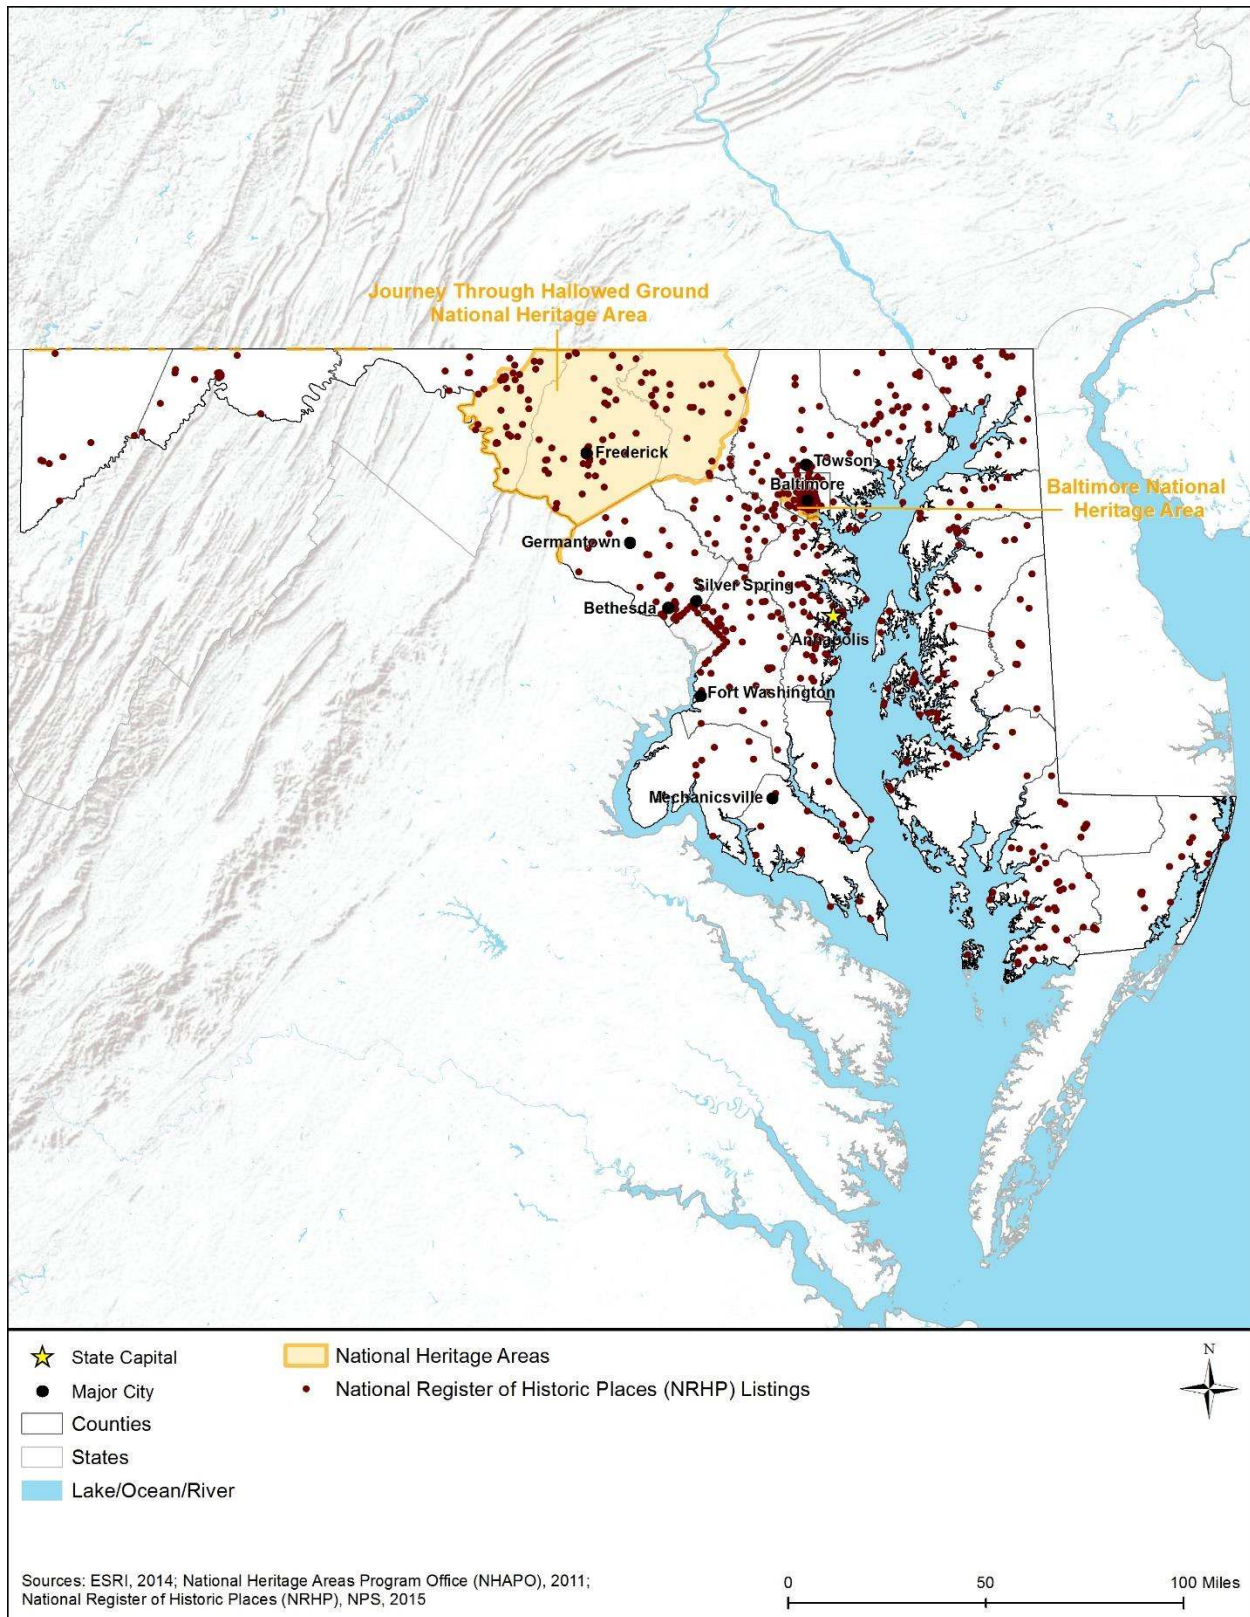 Journey Through Hallowed Ground
National Heritage Area
Frederick
Towson
Baltimore
Baltimore National
Heritage Area
Germantown
Silver Spring
Bethesda
Annapolis
Fort Washington
Mechanicsville
State Capital
National Heritage Areas
N
Major City
National Register of Historic Places (NRHP) Listings
Counties
States
Lake/Ocean/River
Sources: ESRI, 2014; National Heritage Areas Program Office (NHAPO), 2011;
National Register of Historic Places (NRHP), NPS, 2015
0 50 100 Miles